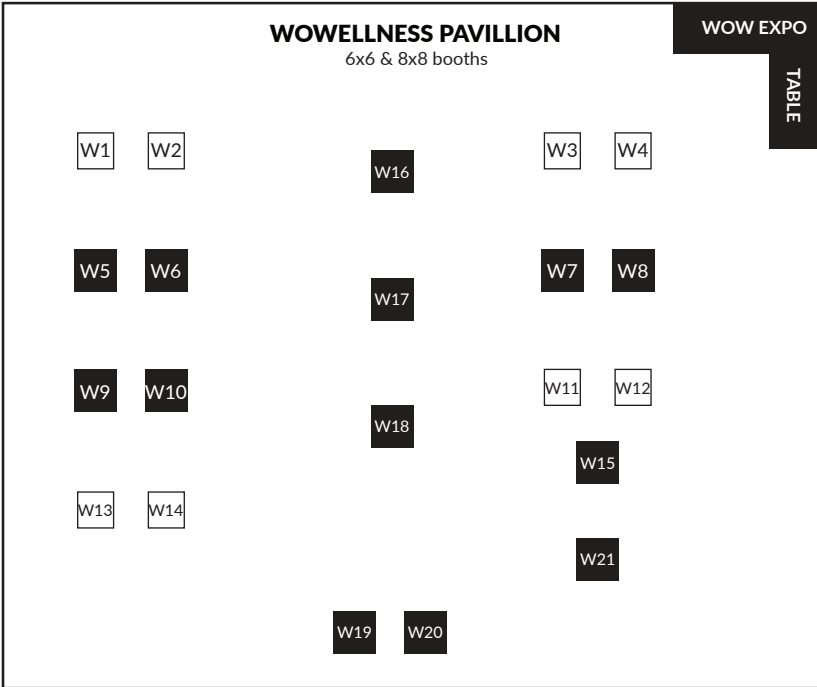 WOWELLNESS PAVILLION
6x6 & 8x8 booths
WOW EXPO
TABLE
W1 W2
W3 W4
W16
W5 W6
W7 W8
W17
W9 W10
W11 W12
W18
W15
W13 W14
W21
W19 W20